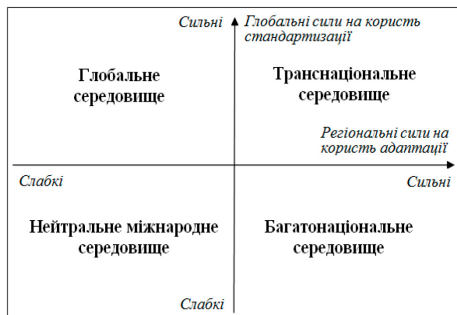 Сильні
Глобальні сили на користь
стандартизації
Глобальне
середовище
Транснаціональне
середовище
Регіональні сили на
користь адаптації
Слабкі
Сильні
Нейтральне міжнародне
середовище
Багатонаціональне
середовище
Слабкі